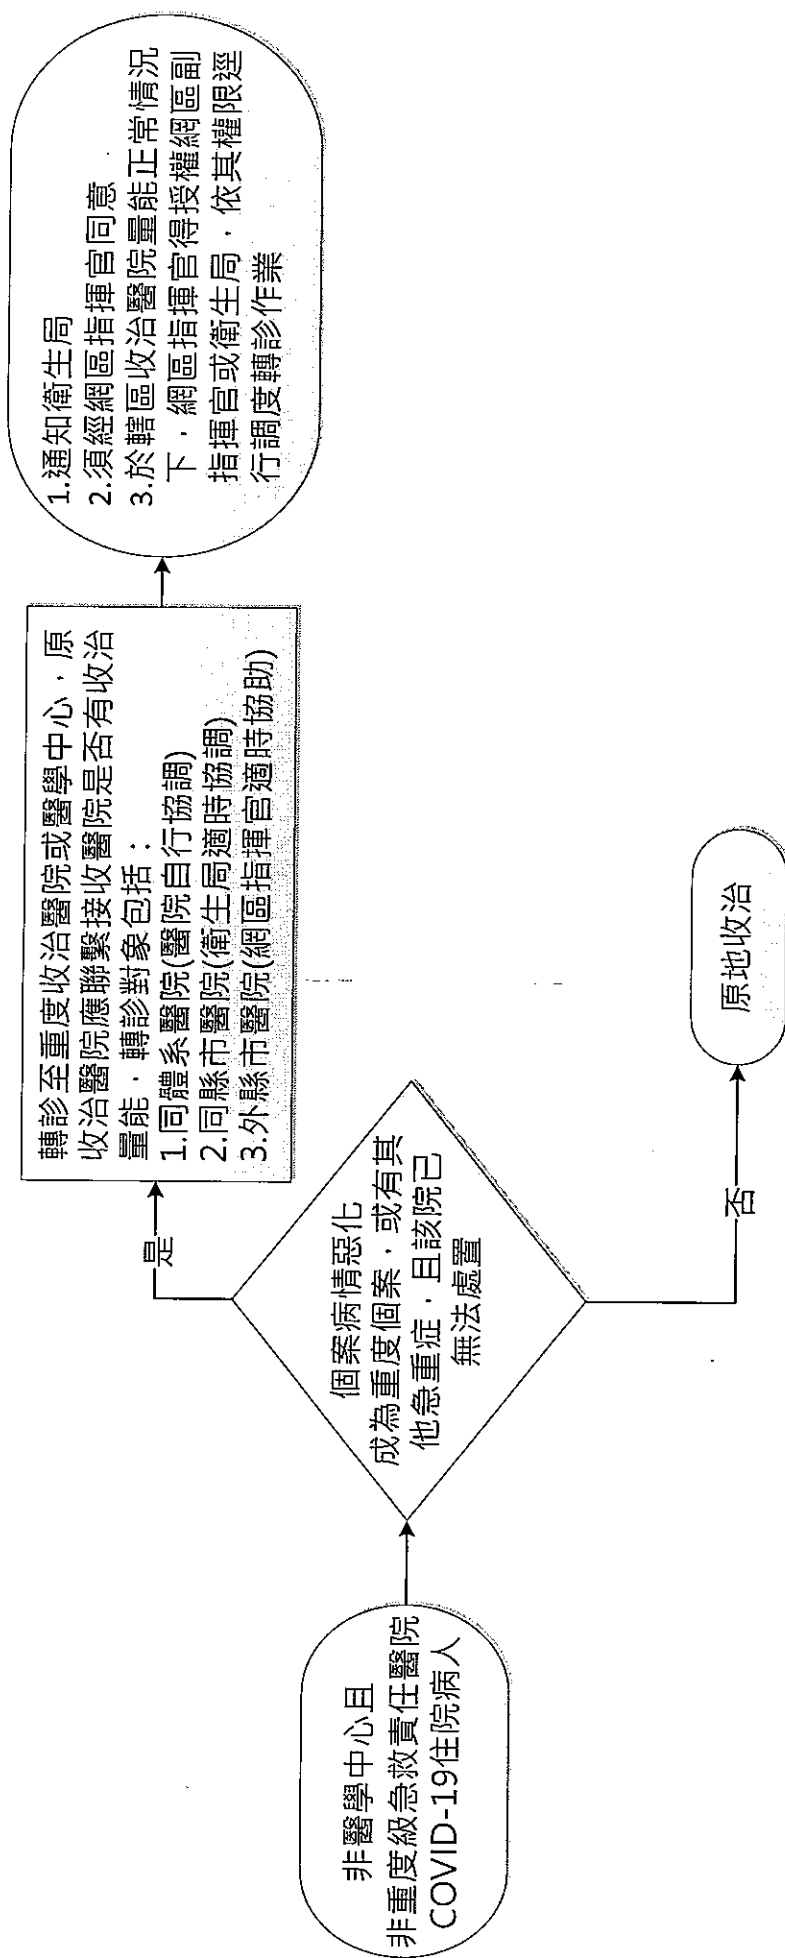 非醫學中心且
非重度級急救責任醫院
COVID-19住院病人
個案病情惡化
成為重度個案，或有其
他急重症，且該院已
無法處置
是
轉診至重度收治醫院或醫學中心，原
收治醫院應聯繫接收醫院是否有收治
量能，轉診對象包括：
1.同體系醫院(醫院自行協調)
2.同縣市醫院(衛生局適時協調)
3.外縣市醫院(網區指揮官適時協助)
1.通知衛生局
2.須經網區指揮官同意
3.於轄區收治醫院量能正常情況
下，網區指揮官得授權網區副
指揮官或衛生局，依其權限逕
行調度轉診作業
否
原地收治